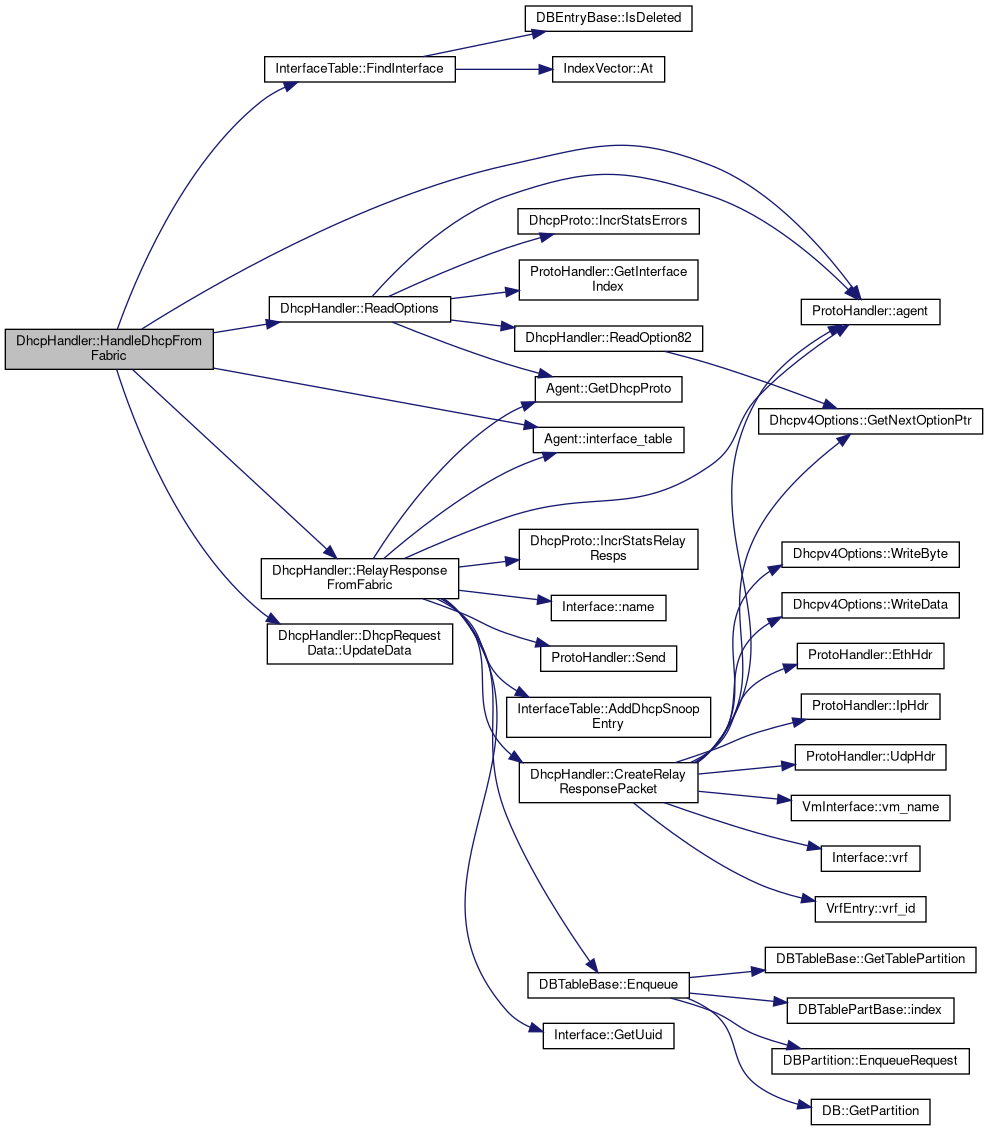 DBEntryBase::IsDeleted
InterfaceTable::FindInterface
IndexVector::At
DhcpProto::IncrStatsErrors
ProtoHandler::GetInterface
Index
DhcpHandler::ReadOptions
ProtoHandler::agent
DhcpHandler::HandleDhcpFrom
Fabric
DhcpHandler::ReadOption82
Agent::GetDhcpProto
Dhcpv4Options::GetNextOptionPtr
Agent::interface_table
DhcpProto::IncrStatsRelay
Resps
Dhcpv4Options::WriteByte
DhcpHandler::RelayResponse
FromFabric
Interface::name
Dhcpv4Options::WriteData
DhcpHandler::DhcpRequest
Data::UpdateData
ProtoHandler::Send
ProtoHandler::EthHdr
InterfaceTable::AddDhcpSnoop
Entry
ProtoHandler::IpHdr
ProtoHandler::UdpHdr
DhcpHandler::CreateRelay
ResponsePacket
VmInterface::vm_name
Interface::vrf
VrfEntry::vrf_id
DBTableBase::GetTablePartition
DBTableBase::Enqueue
DBTablePartBase::index
Interface::GetUuid
DBPartition::EnqueueRequest
DB::GetPartition